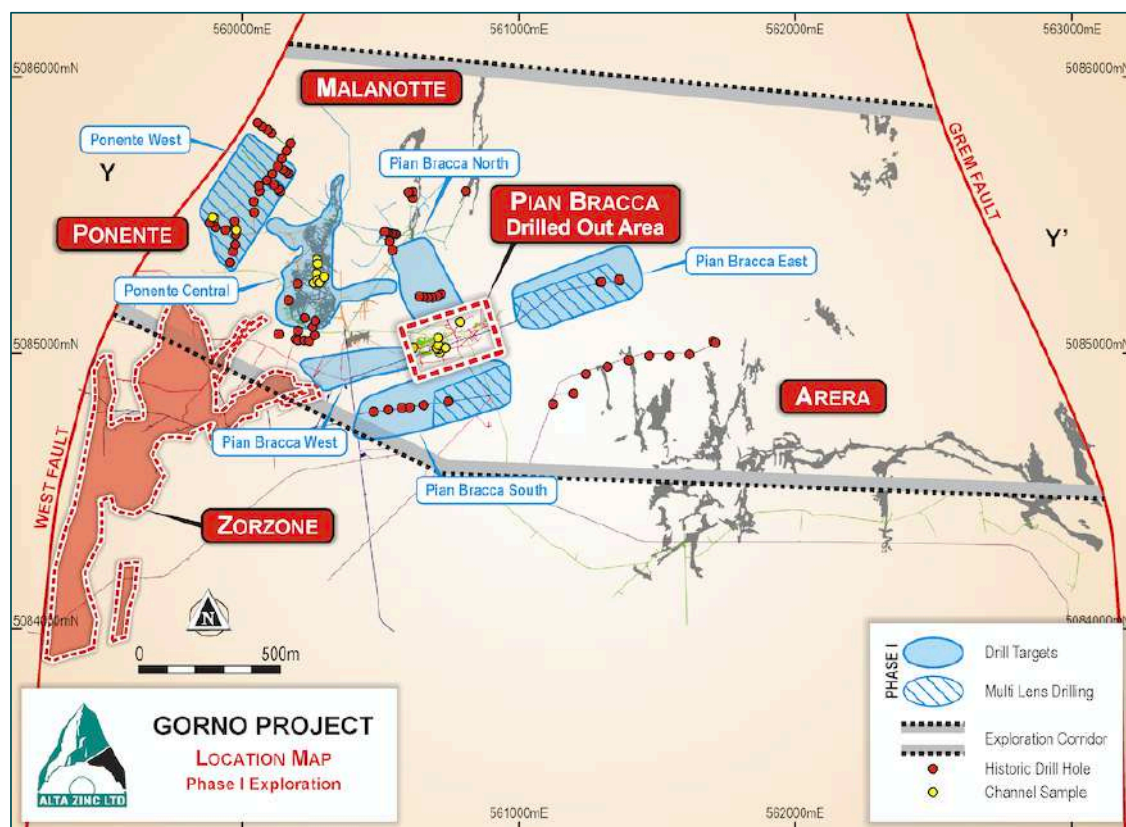 560000mE
561000mE
562000mE
563000mE
5086000mN
5086000mN
MALANOTTE
Ponente West
Pian Bracca North
Y
GREM FAULT
PIAN BRACCA
Drilled Out Area
PONENTE
Y'
Pian Bracca East
Ponente Central
5085000mN
5085000mN
ARERA
Pian Bracca West
Pian Bracca South
WEST FAULT
ZORZONE
N
5084000mN
5084000mN
0
500m
PHASE I
Drill Targets
Multi Lens Drilling
Exploration Corridor
Historic Drill Hole
Channel Sample
GORNO PROJECT
LOCATION MAP
Phase I Exploration
ALTA ZINC LTD
561000mE
562000mE